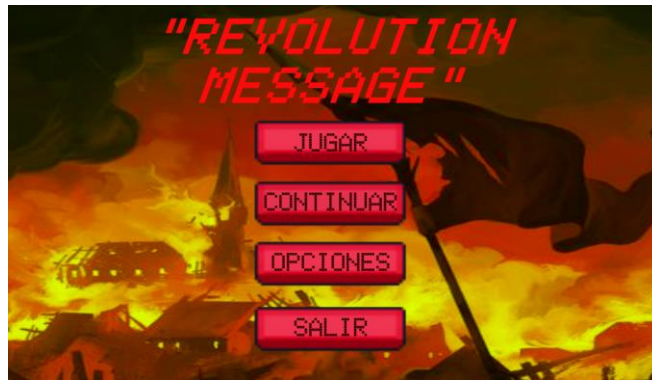 "REVOLUTION
MESSAGE"
JUGAR
CONTINUAR
OPCIONES
SALIR